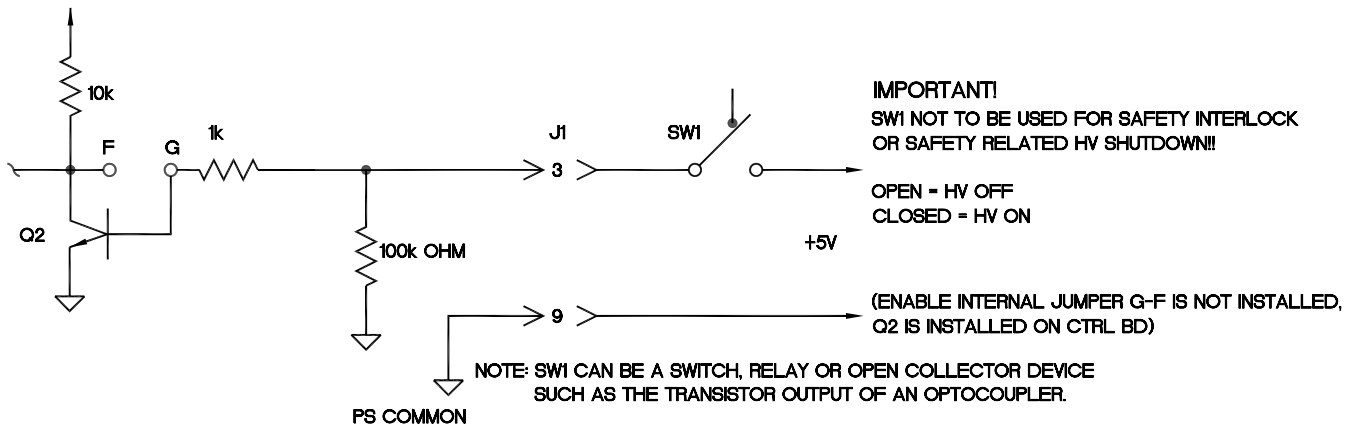 10k
F
G
1k
J1
SW1
3
Q2
100k OHM
IMPORTANT!
SW1 NOT TO BE USED FOR SAFETY INTERLOCK
OR SAFETY RELATED HV SHUTDOWN!!
OPEN = HV OFF
CLOSED = HV ON
+5V
9
(ENABLE INTERNAL JUMPER G-F IS NOT INSTALLED,
Q2 IS INSTALLED ON CTRL BD)
PS COMMON
NOTE: SW1 CAN BE A SWITCH, RELAY OR OPEN COLLECTOR DEVICE
SUCH AS THE TRANSISTOR OUTPUT OF AN OPTOCOUPLER.